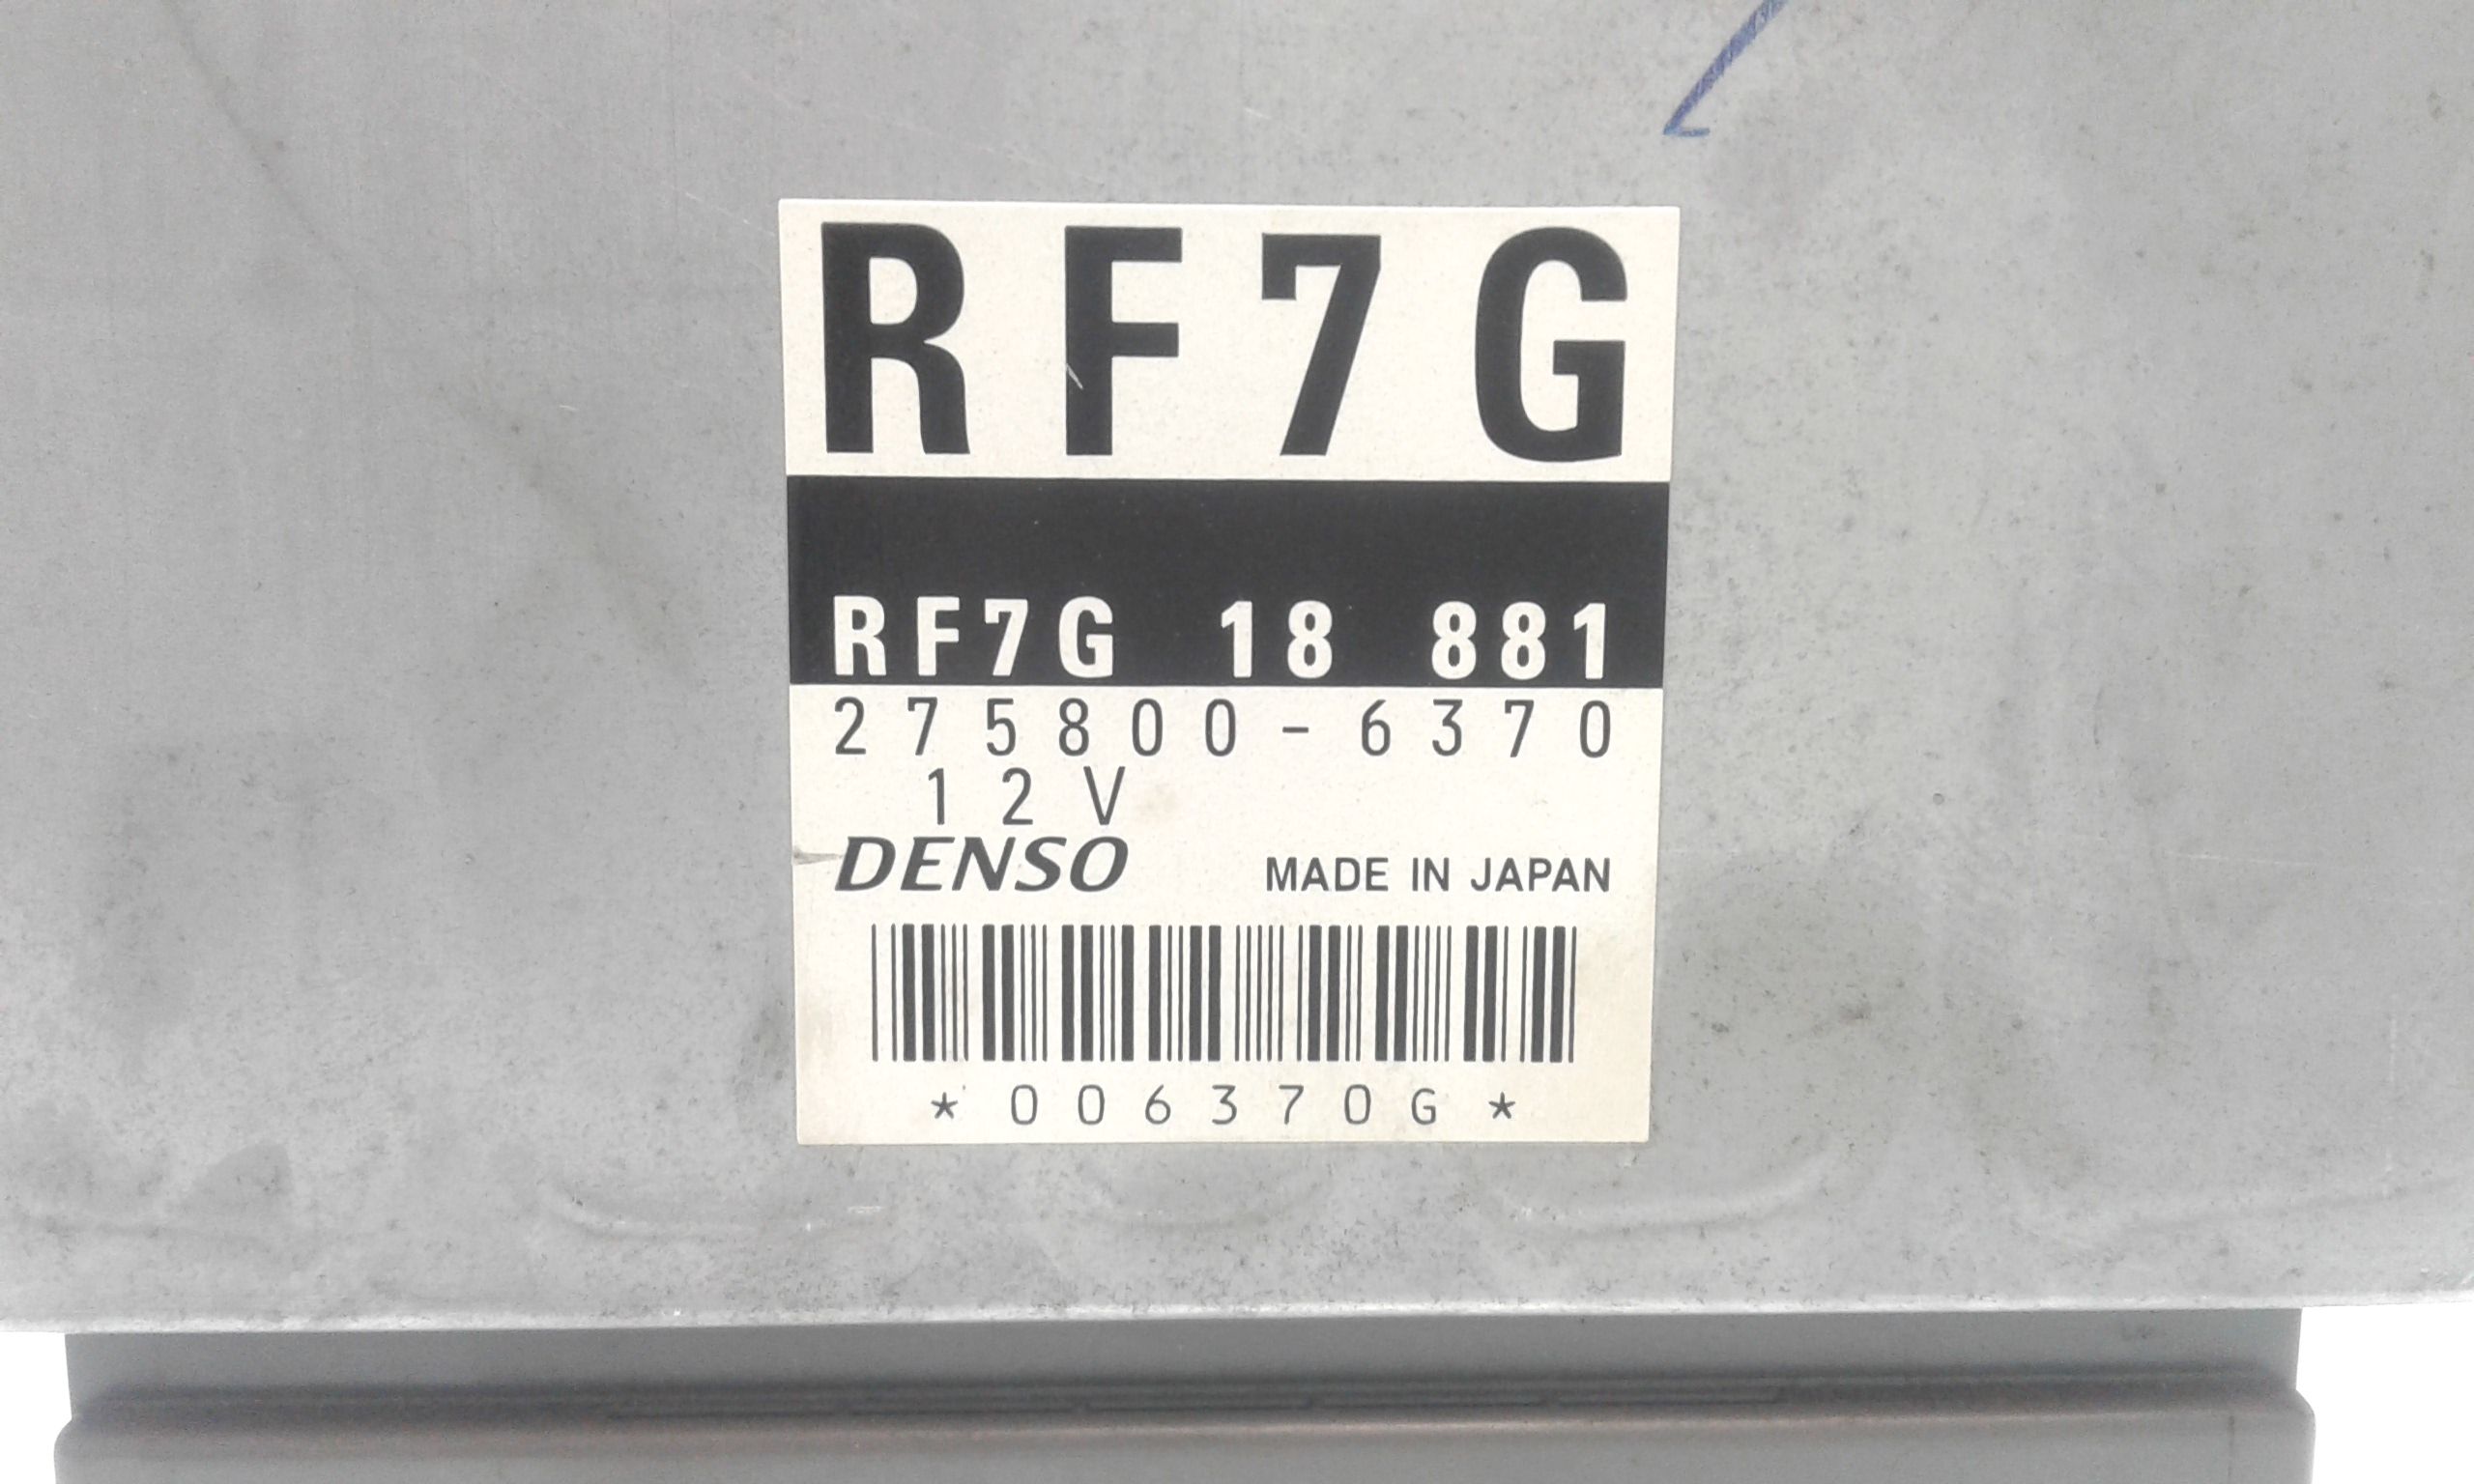 RF7G
RF7G 18 881
275800-6370
12V
DENSO MADE IN JAPAN
*006370G*